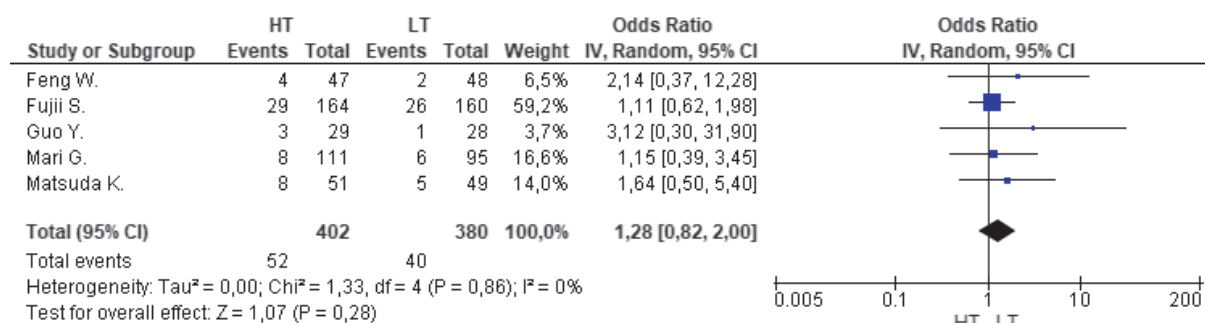 HT LT Odds Ratio Odds Ratio
Study or Subgroup Events Total Events Total Weight IV, Random, 95% CI IV, Random, 95% CI
Feng W. 4 47 2 48 6,5% 2,14 [0,37, 12,28]
Fujii S. 29 164 26 160 59,2% 1,11 [0,62, 1,98]
Guo Y. 3 29 1 28 3,7% 3,12 [0,30, 31,90]
Mari G. 8 111 6 95 16,6% 1,15 [0,39, 3,45]
Matsuda K. 8 51 5 49 14,0% 1,64 [0,50, 5,40]
Total (95% CI) 402 380 100,0% 1,28 [0,82, 2,00]
Total events 52 40
Heterogeneity: Tau² = 0,00; Chi² = 1,33, df = 4 (P = 0,86); I² = 0%
Test for overall effect: Z = 1,07 (P = 0,28)
0.005 0.1 1 10 200
HT LT